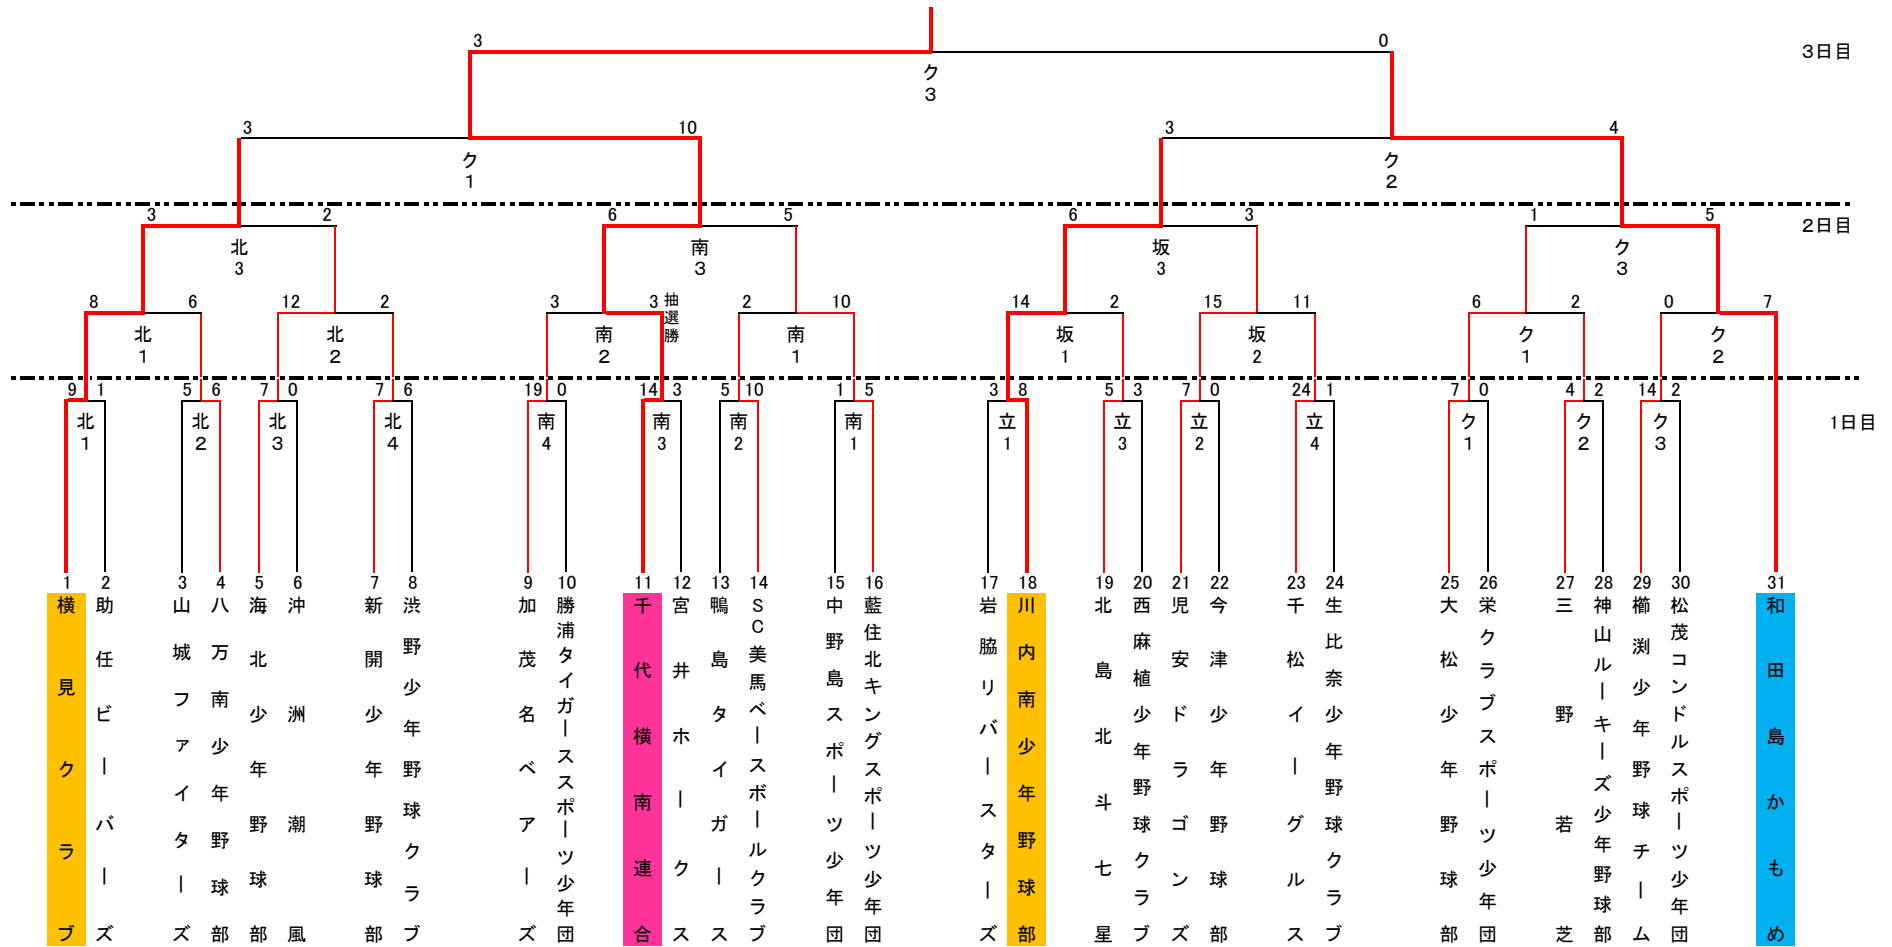 3 0
ク3
3日目
3 10 3 4
ク1 ク2
3 2 6 5 6 3 1 5
2日目
北3 南3 坂3 ク3
8 6 12 2 3 3 抽選勝 2 10 14 2 15 11 6 2 0 7
北1 北2 南2 南1 坂1 坂2 ク1 ク2
9 1 5 6 7 0 7 6 19 0 14 3 5 10 1 5 3 8 5 3 7 0 24 1 7 0 4 2 14 2
1日目
北1 北2 北3 北4 南4 南3 南2 南1 立1 立3 立2 立4 ク1 ク2 ク3
1 横見クラブ
2 助任ビーバーズ
3 山城ファイターズ
4 八万南少年野球部
5 海北少年野球部
6 沖洲潮風
7 新開少年野球部
8 渋野少年野球クラブ
9 加茂名ベアーズ
10 勝浦タイガースポーツ少年団
11 千代横南連合
12 宮井ホークス
13 鴨島タイガース
14 SC美馬ベースボールクラブ
15 中野島スポーツ少年団
16 藍住北キングスポーツ少年団
17 岩脇リバースターズ
18 川内南少年野球部
19 北島北斗七星
20 西麻植少年野球クラブ
21 児安ドラゴンズ
22 今津少年野球部
23 千松イーグルス
24 生比奈少年野球クラブ
25 大松少年野球部
26 栄クラブスポーツ少年団
27 三野若芝
28 神山ルーキーズ少年野球部
29 櫛渕少年野球チーム
30 松茂コンドルスポーツ少年団
31 和田島かもめ